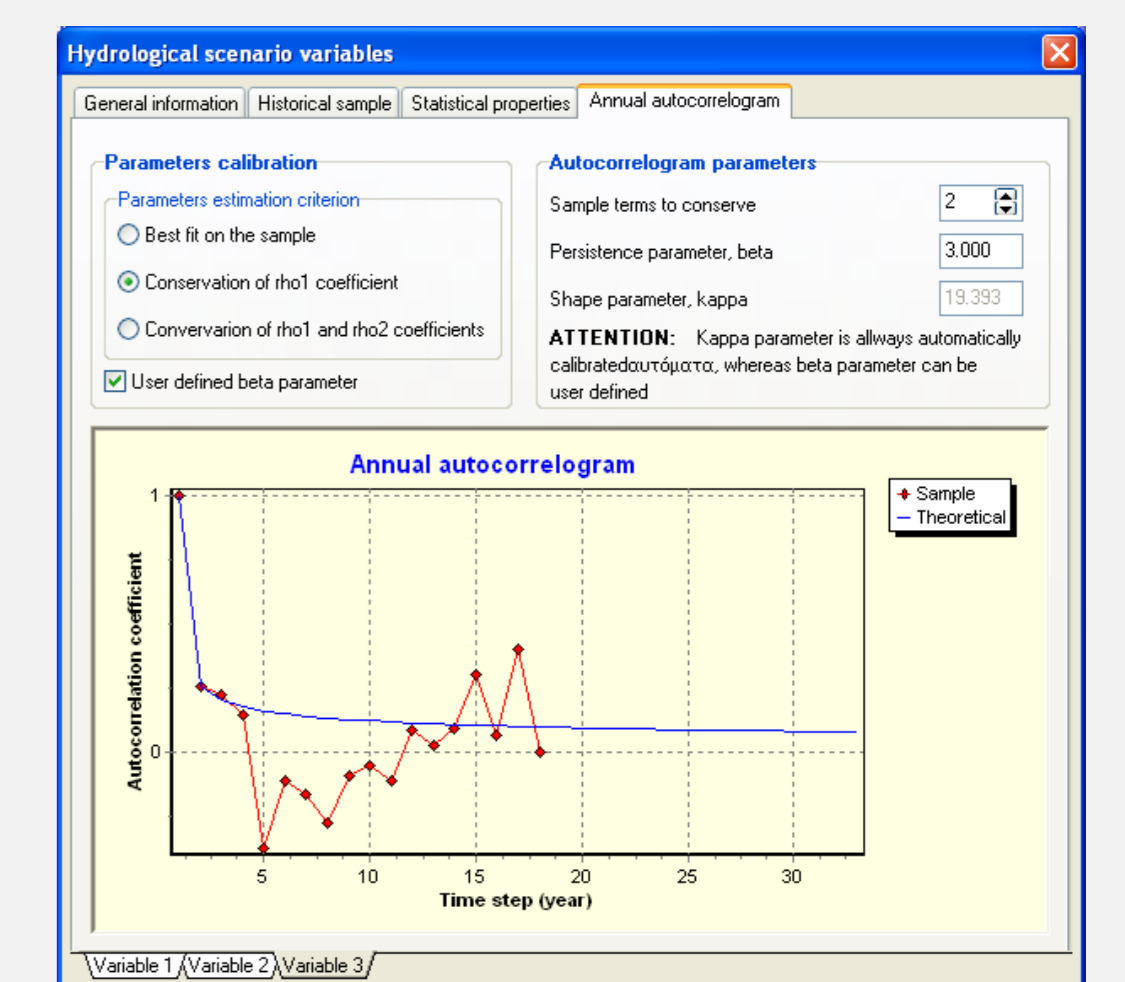 Hydrological scenario variables
General information Historical sample Statistical properties Annual autocorrelogram
Parameters calibration
Parameters estimation criterion
Best fit on the sample
Conservation of rho1 coefficient
Convervarion of rho1 and rho2 coefficients
User defined beta parameter
Autocorrelogram parameters
Sample terms to conserve 2
Persistence parameter, beta 3.000
Shape parameter, kappa 19.393
ATTENTION: Kappa parameter is allways automatically
calibratedαυτόματα, whereas beta parameter can be
user defined
Annual autocorrelogram
Sample
Theoretical
Autocorrelation coefficient
1
0
5 10 15 20 25 30
Time step (year)
Variable 1 Variable 2 Variable 3